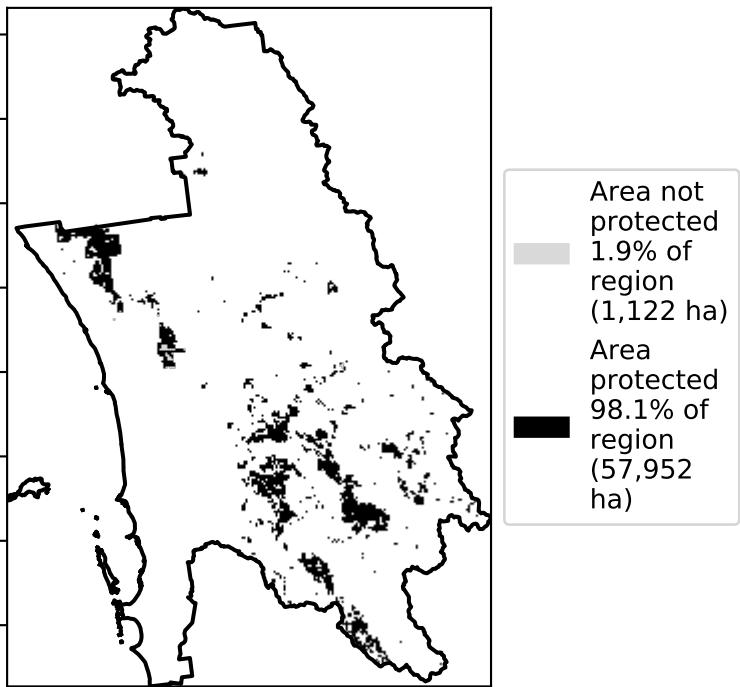 Area not
protected
1.9% of
region
(1,122 ha)
Area
protected
98.1% of
region
(57,952
ha)